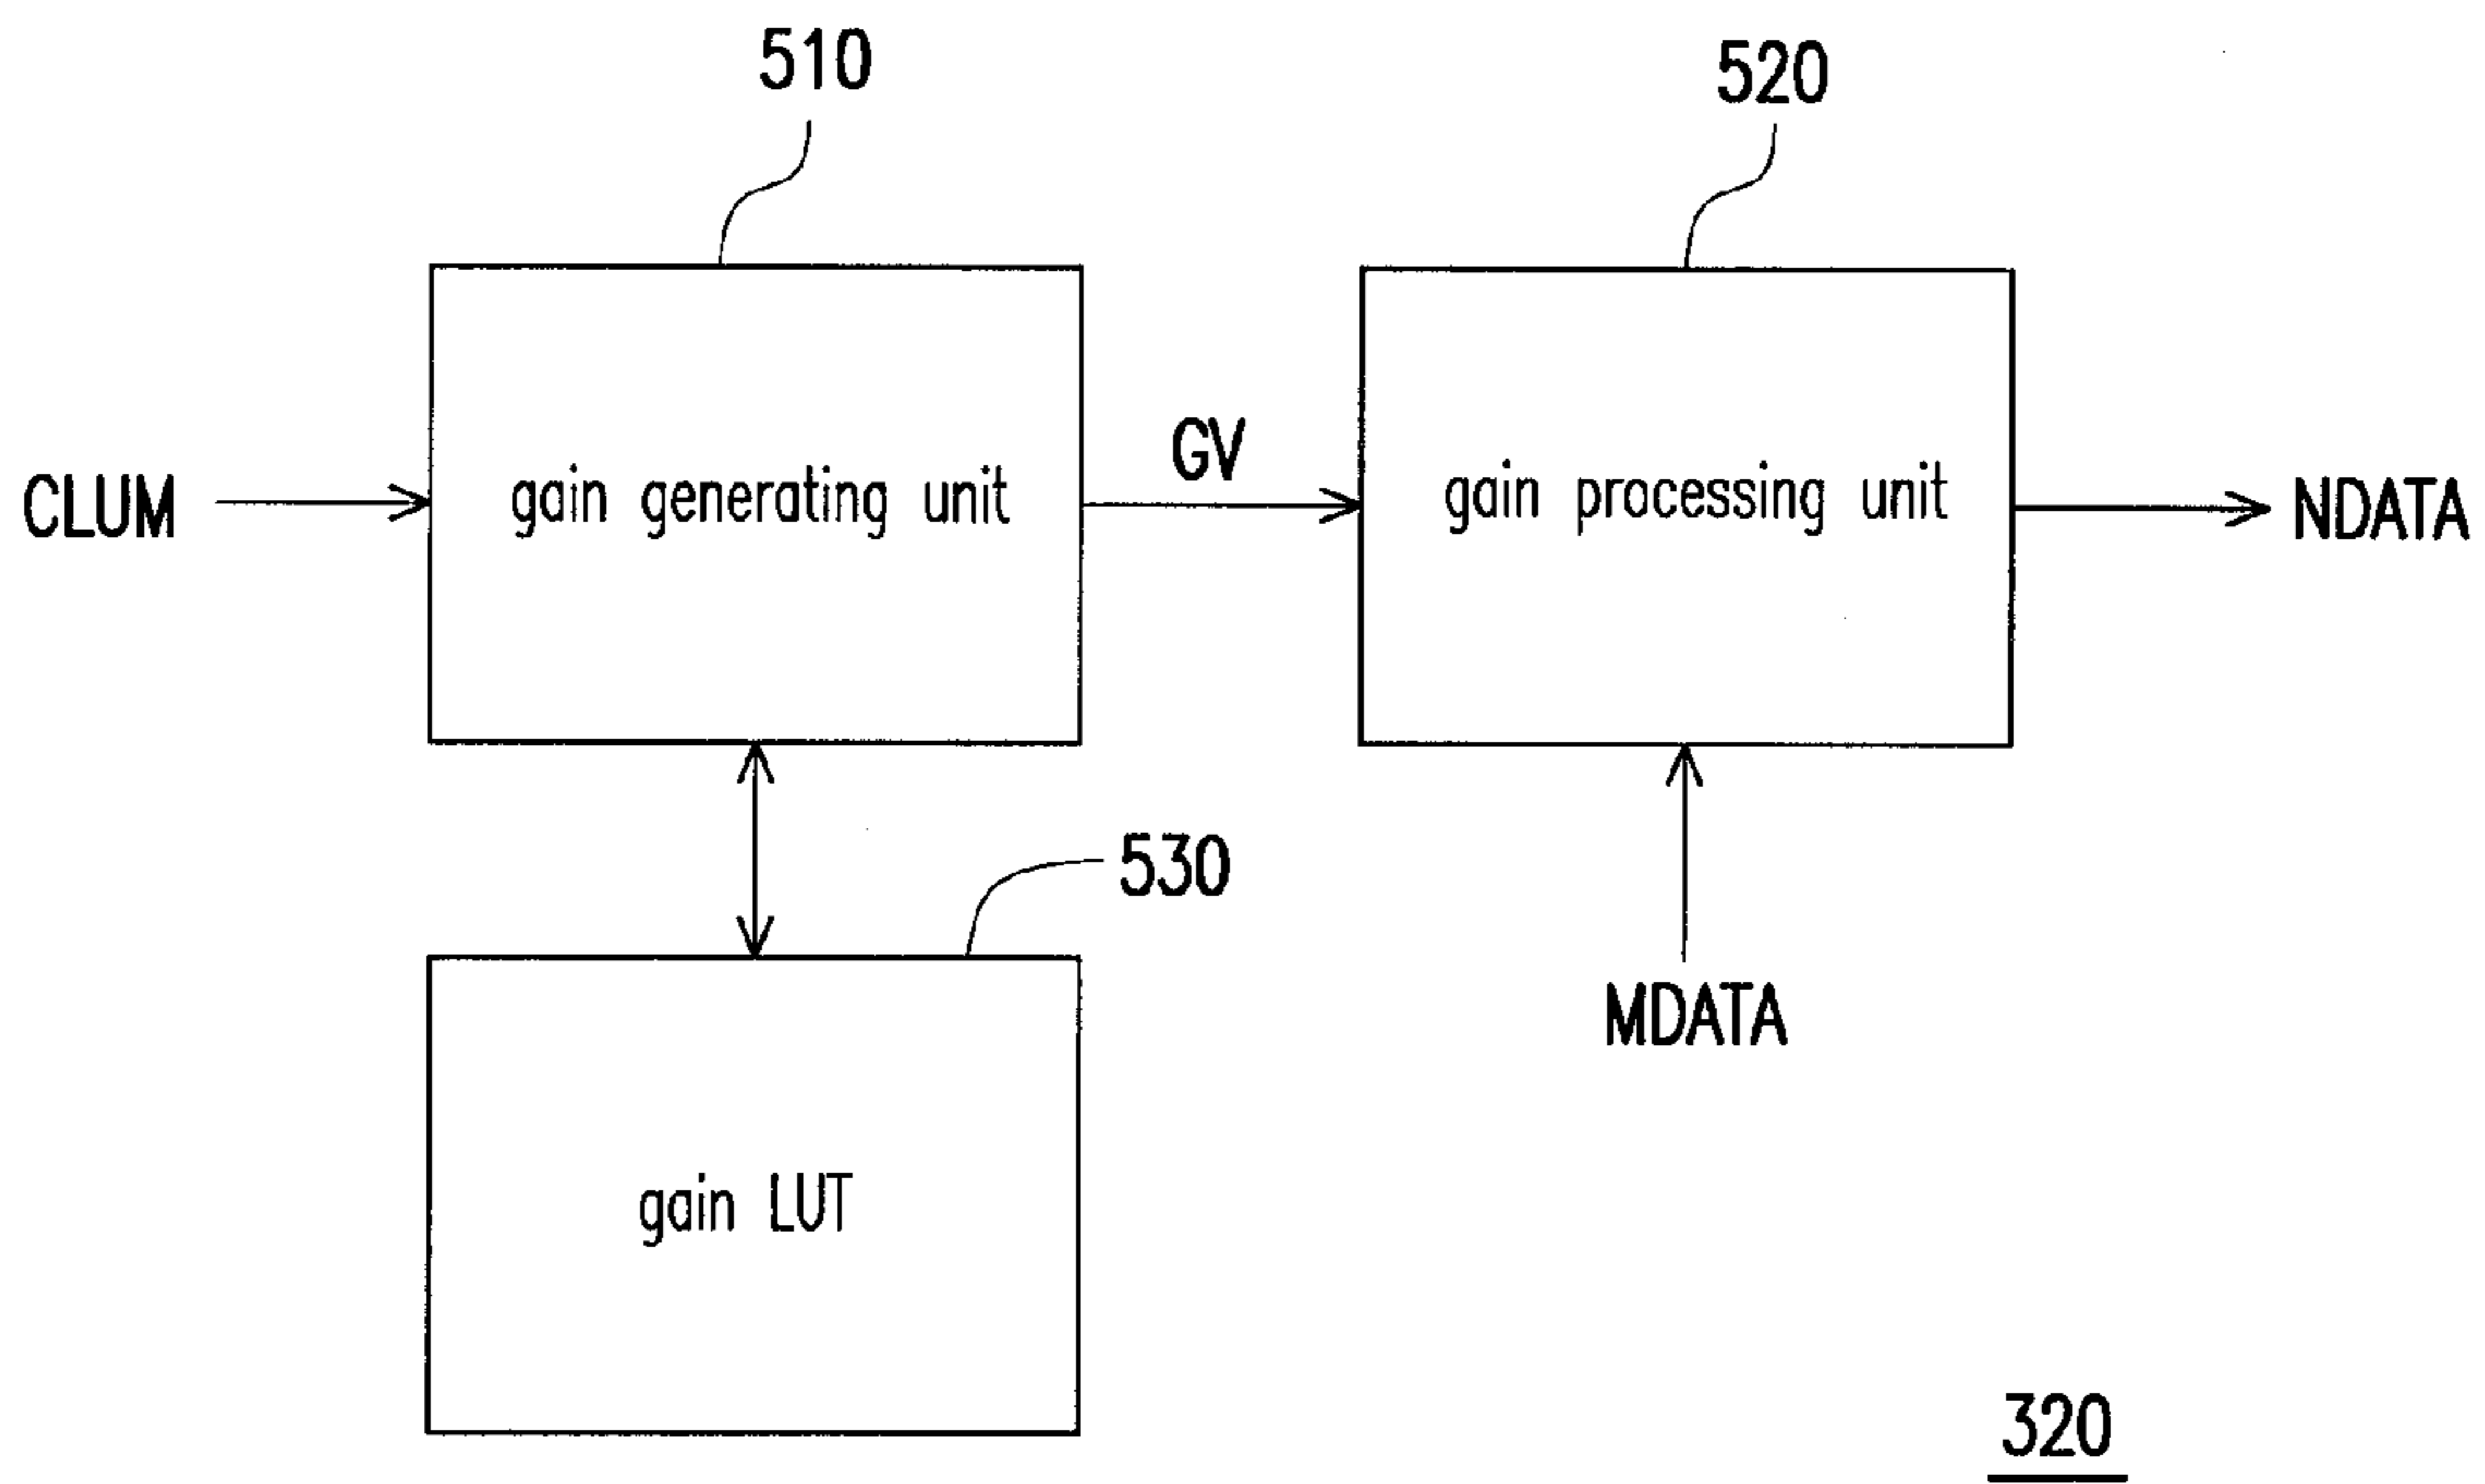 510
520
CLUM
gain generating unit
GV
gain processing unit
NDATA
530
MDATA
gain LUT
320